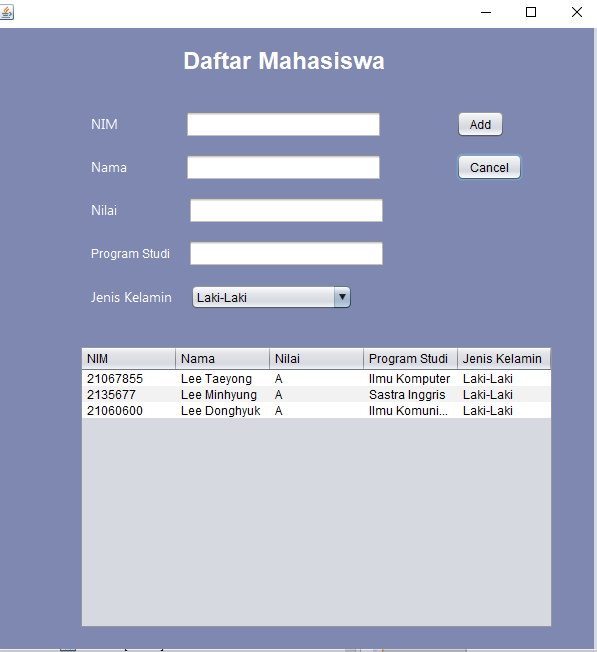 Daftar Mahasiswa
NIM Add
Nama Cancel
Nilai
Program Studi
Jenis Kelamin Laki-Laki
NIM Nama Nilai Program Studi Jenis Kelamin
21067855 Lee Taeyong A Ilmu Komputer Laki-Laki
2135677 Lee Minhyung A Sastra Inggris Laki-Laki
21060600 Lee Donghyuk A Ilmu Komuni... Laki-Laki